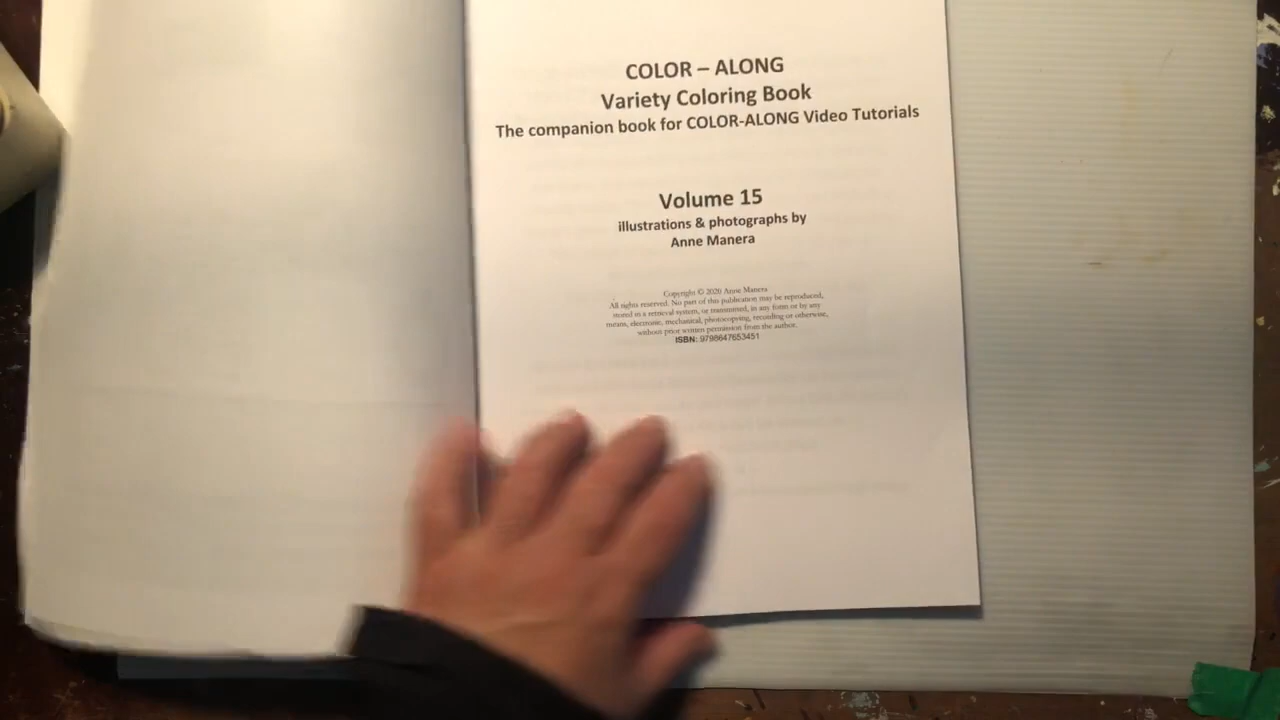 COLOR – ALONG
Variety Coloring Book
The companion book for COLOR-ALONG Video Tutorials
Volume 15
illustrations & photographs by
Anne Manera
Copyright © 2020 Anne Manera
All rights reserved. No part of this publication may be reproduced,
stored in a retrieval system, or transmitted, in any form or by any
means, electronic, mechanical, photocopying, recording or otherwise,
without prior written permission from the author.
ISBN: 9798647653451